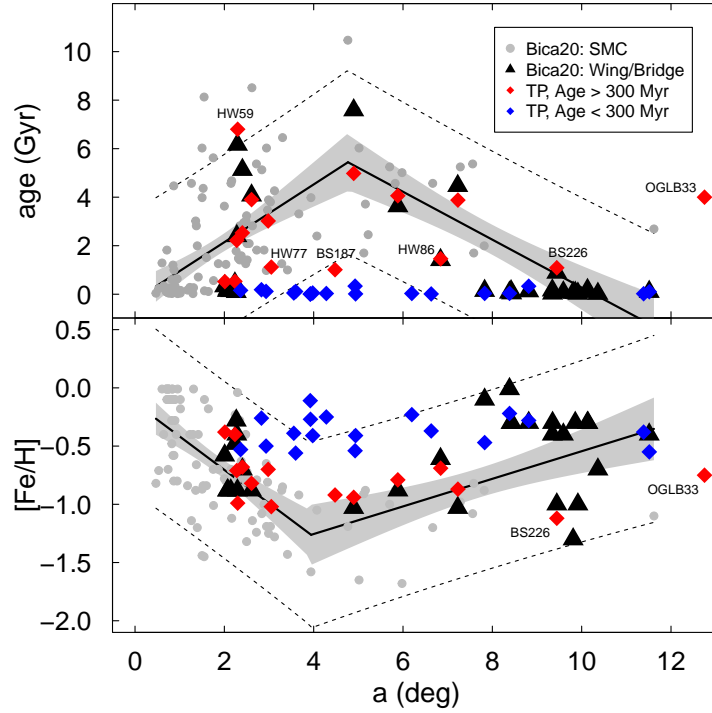 age (Gyr)
10
8
6
4
2
0
Bica20: SMC
Bica20: Wing/Bridge
TP, Age > 300 Myr
TP, Age < 300 Myr
HW59
OGLB33
HW77
BS187
HW86
BS226
[Fe/H]
0.5
0.0
−0.5
−1.0
−1.5
−2.0
OGLB33
BS226
0 2 4 6 8 10 12
a (deg)